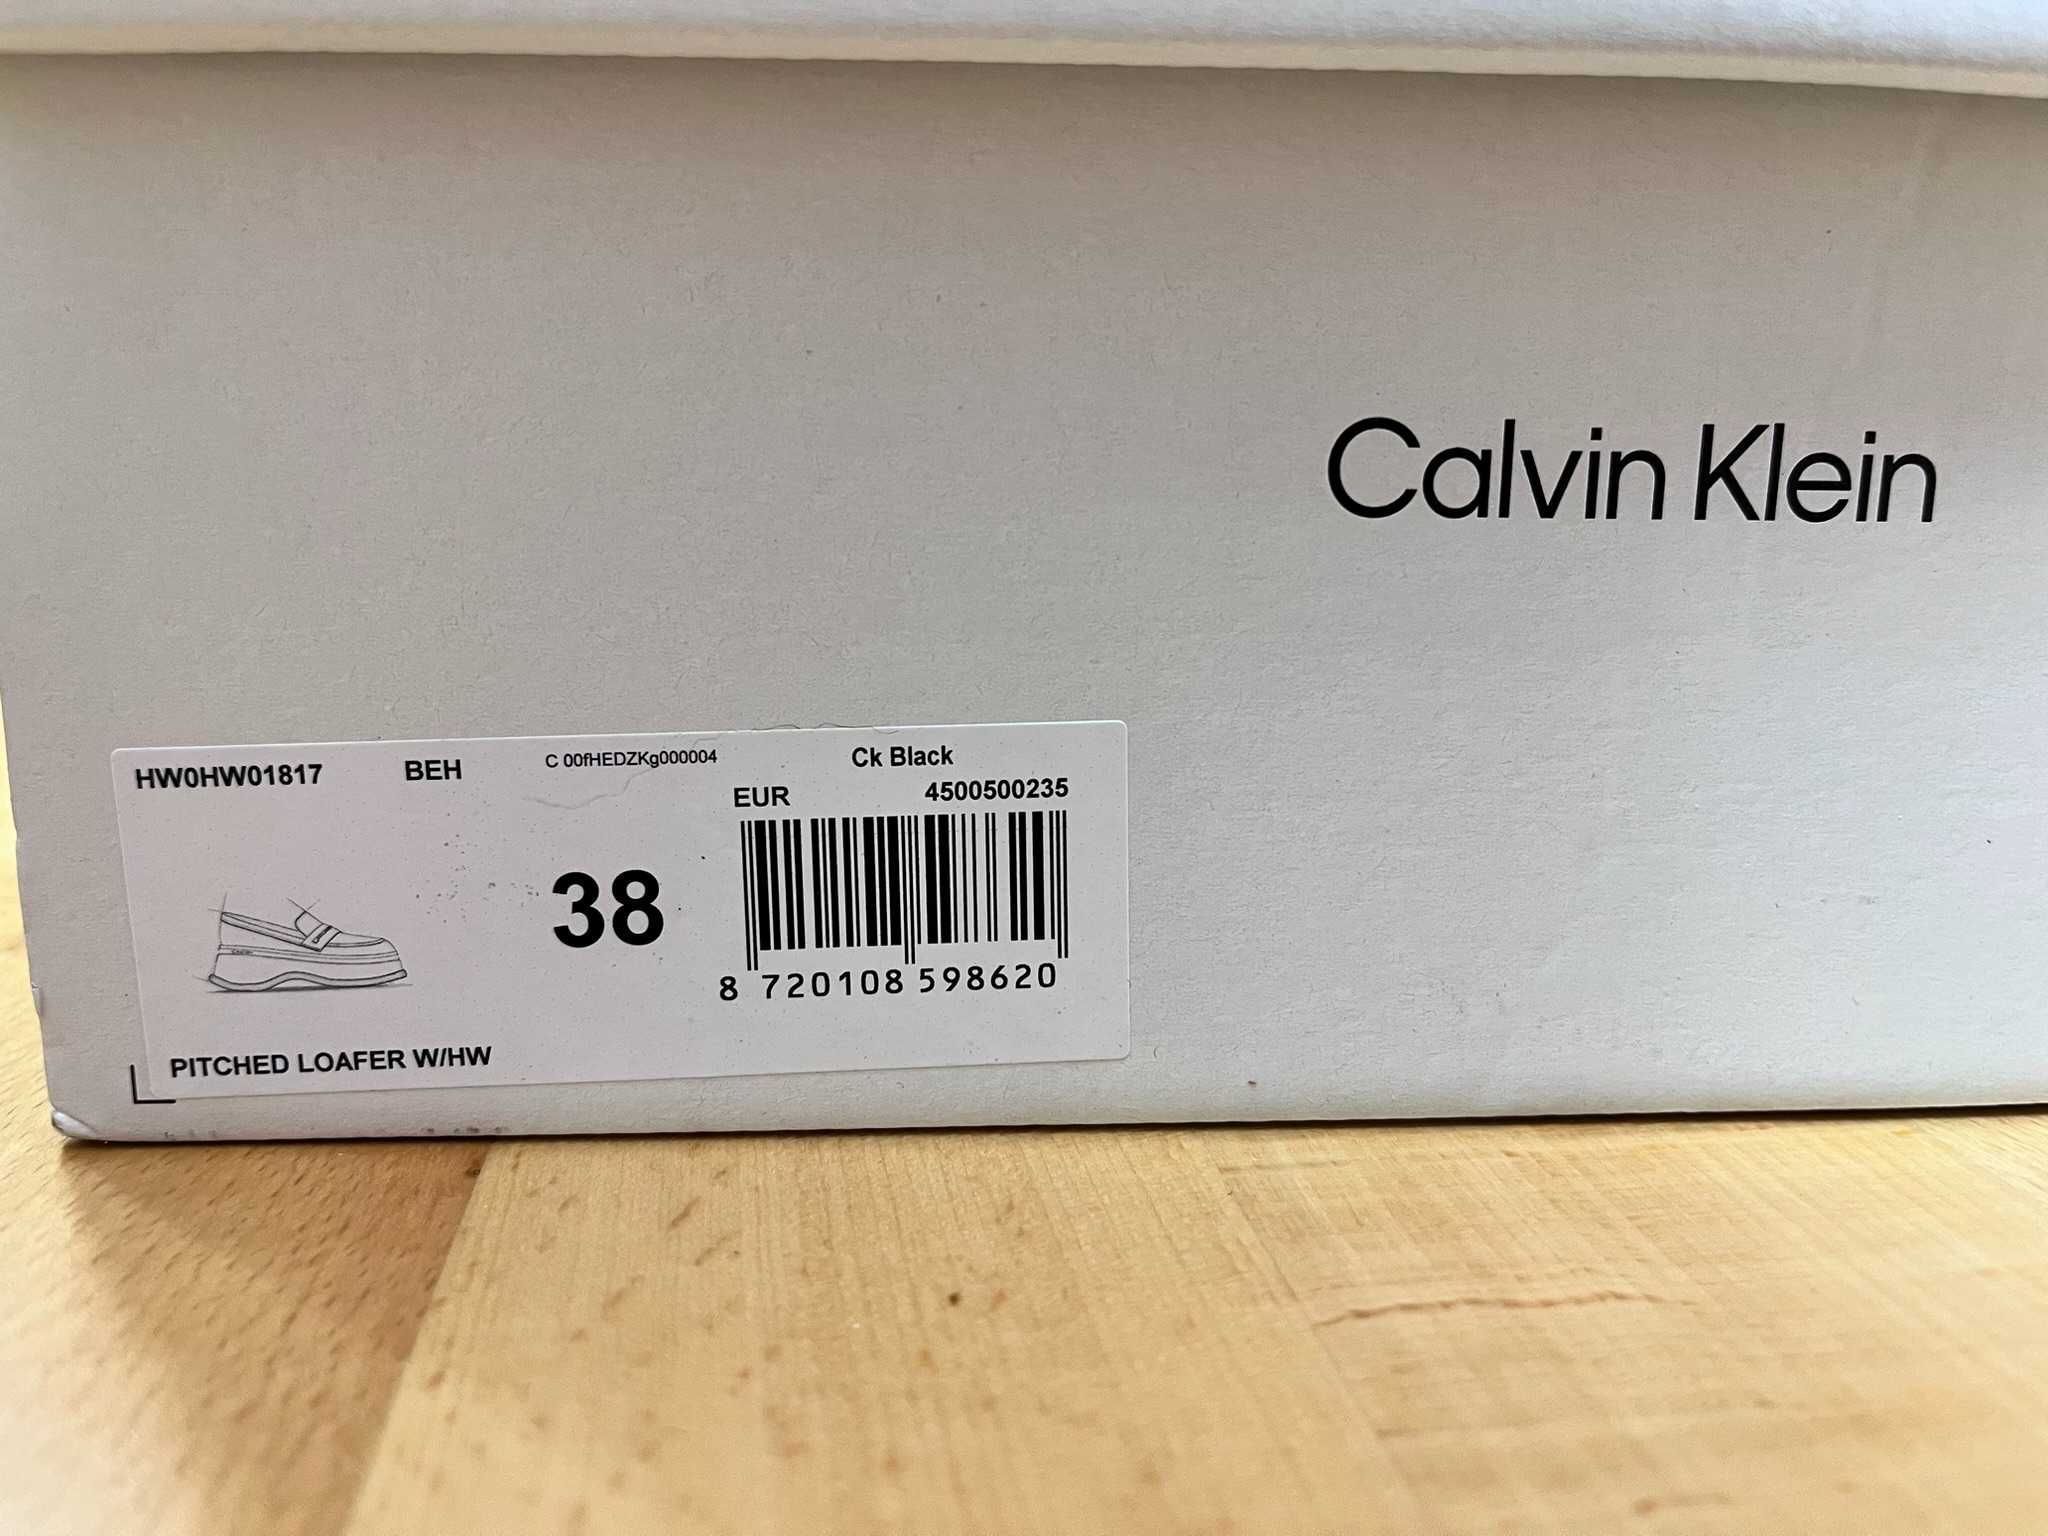 Calvin Klein
HW0HW01817 BEH C 00fHEDZKg000004 Ck Black
EUR 4500500235
38
8 720108 598620
PITCHED LOAFER W/HW